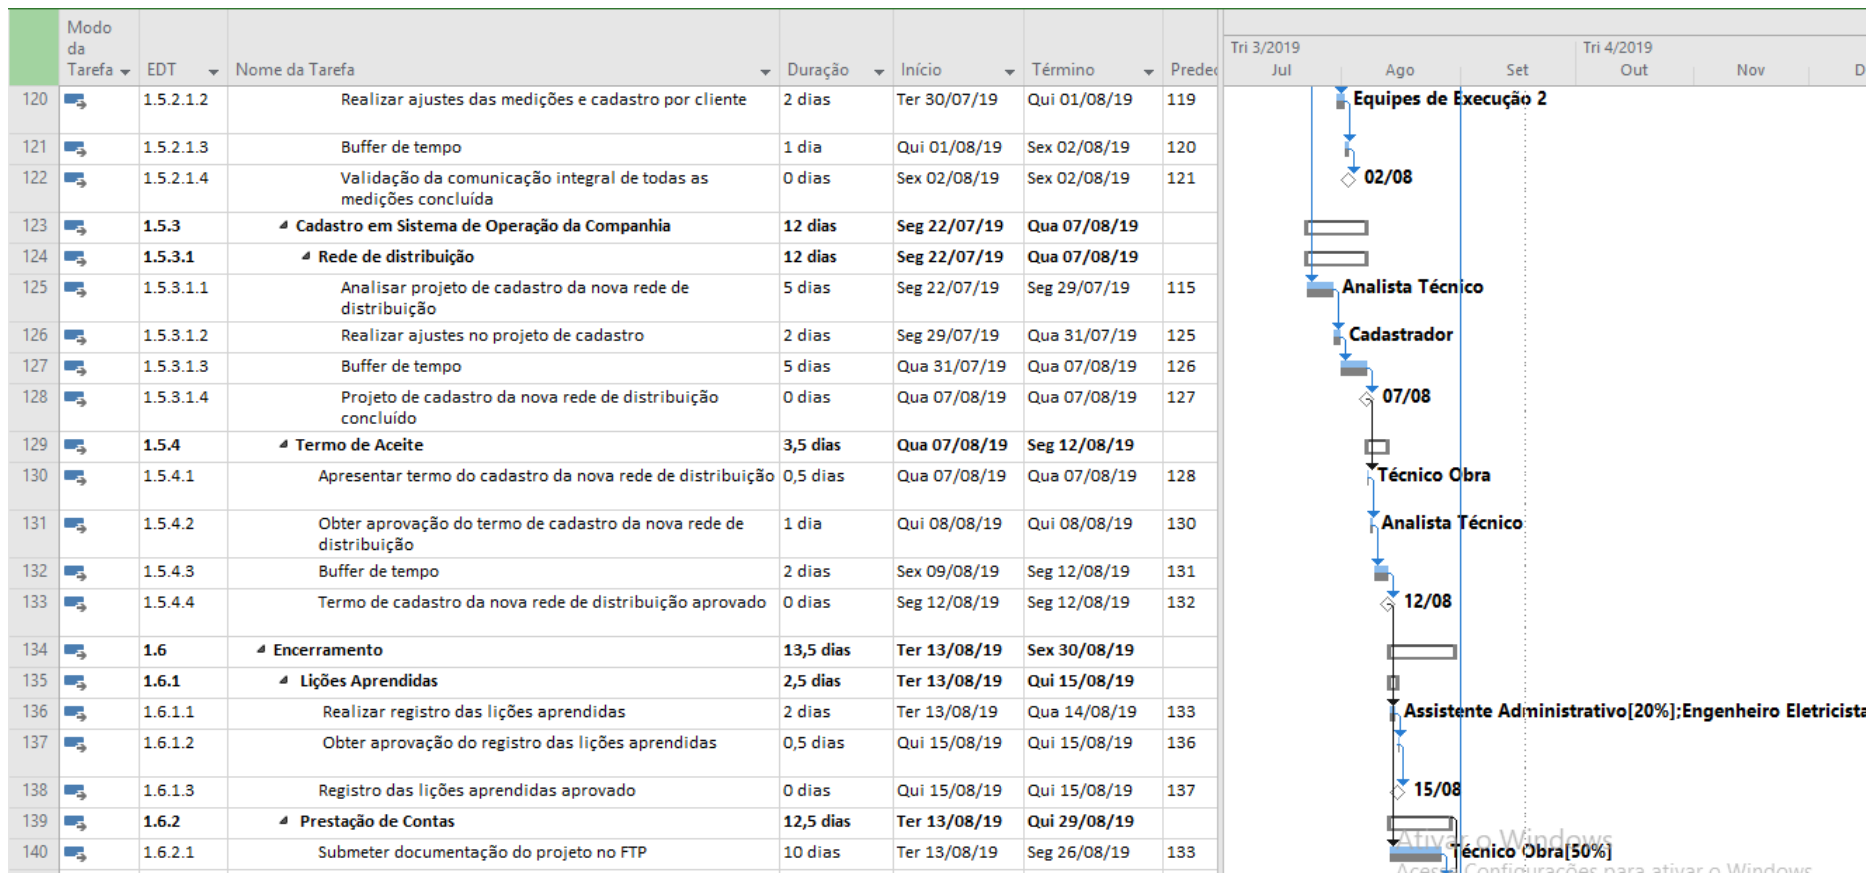 Modo
da
Tarefa EDT Nome da Tarefa Duração Início Término Predec
Tri 3/2019 Tri 4/2019
Jul Ago Set Out Nov D
120 1.5.2.1.2 Realizar ajustes das medições e cadastro por cliente 2 dias Ter 30/07/19 Qui 01/08/19 119 Equipes de Execução 2
121 1.5.2.1.3 Buffer de tempo 1 dia Qui 01/08/19 Sex 02/08/19 120
122 1.5.2.1.4 Validação da comunicação integral de todas as 0 dias Sex 02/08/19 Sex 02/08/19 121 02/08
medições concluída
123 1.5.3 Cadastro em Sistema de Operação da Companhia 12 dias Seg 22/07/19 Qua 07/08/19
124 1.5.3.1 Rede de distribuição 12 dias Seg 22/07/19 Qua 07/08/19
125 1.5.3.1.1 Analisar projeto de cadastro da nova rede de 5 dias Seg 22/07/19 Seg 29/07/19 115 Analista Técnico
distribuição
126 1.5.3.1.2 Realizar ajustes no projeto de cadastro 2 dias Seg 29/07/19 Qua 31/07/19 125 Cadastrador
127 1.5.3.1.3 Buffer de tempo 5 dias Qua 31/07/19 Qua 07/08/19 126
128 1.5.3.1.4 Projeto de cadastro da nova rede de distribuição 0 dias Qua 07/08/19 Qua 07/08/19 127 07/08
concluído
129 1.5.4 Termo de Aceite 3,5 dias Qua 07/08/19 Seg 12/08/19
130 1.5.4.1 Apresentar termo do cadastro da nova rede de distribuição 0,5 dias Qua 07/08/19 Qua 07/08/19 128 Técnico Obra
131 1.5.4.2 Obter aprovação do termo de cadastro da nova rede de 1 dia Qui 08/08/19 Qui 08/08/19 130 Analista Técnico
distribuição
132 1.5.4.3 Buffer de tempo 2 dias Sex 09/08/19 Seg 12/08/19 131
133 1.5.4.4 Termo de cadastro da nova rede de distribuição aprovado 0 dias Seg 12/08/19 Seg 12/08/19 132 12/08
134 1.6 Encerramento 13,5 dias Ter 13/08/19 Sex 30/08/19
135 1.6.1 Lições Aprendidas 2,5 dias Ter 13/08/19 Qui 15/08/19
136 1.6.1.1 Realizar registro das lições aprendidas 2 dias Ter 13/08/19 Qua 14/08/19 133 Assistente Administrativo[20%];Engenheiro Eletricista
137 1.6.1.2 Obter aprovação do registro das lições aprendidas 0,5 dias Qui 15/08/19 Qui 15/08/19 136
138 1.6.1.3 Registro das lições aprendidas aprovado 0 dias Qui 15/08/19 Qui 15/08/19 137 15/08
139 1.6.2 Prestação de Contas 12,5 dias Ter 13/08/19 Qui 29/08/19
Ativar o Windows
140 1.6.2.1 Submeter documentação do projeto no FTP 10 dias Ter 13/08/19 Seg 26/08/19 133 Técnico Obra[50%]
Acesse Configurações para ativar o Windows